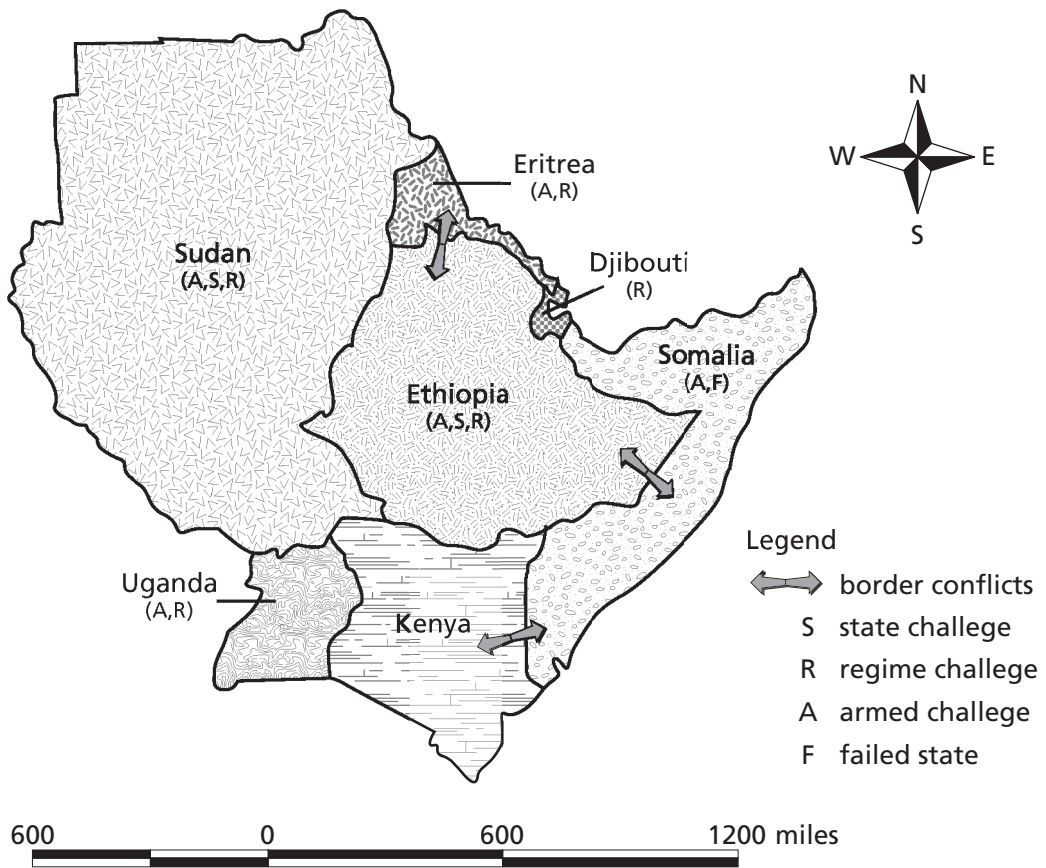 N
W E
S
Eritrea
(A,R)
Sudan
(A,S,R)
Djibouti
(R)
Somalia
(A,F)
Ethiopia
(A,S,R)
Legend
border conflicts
Uganda
(A,R)
Kenya
S state challege
R regime challege
A armed challege
F failed state
600 0 600 1200 miles